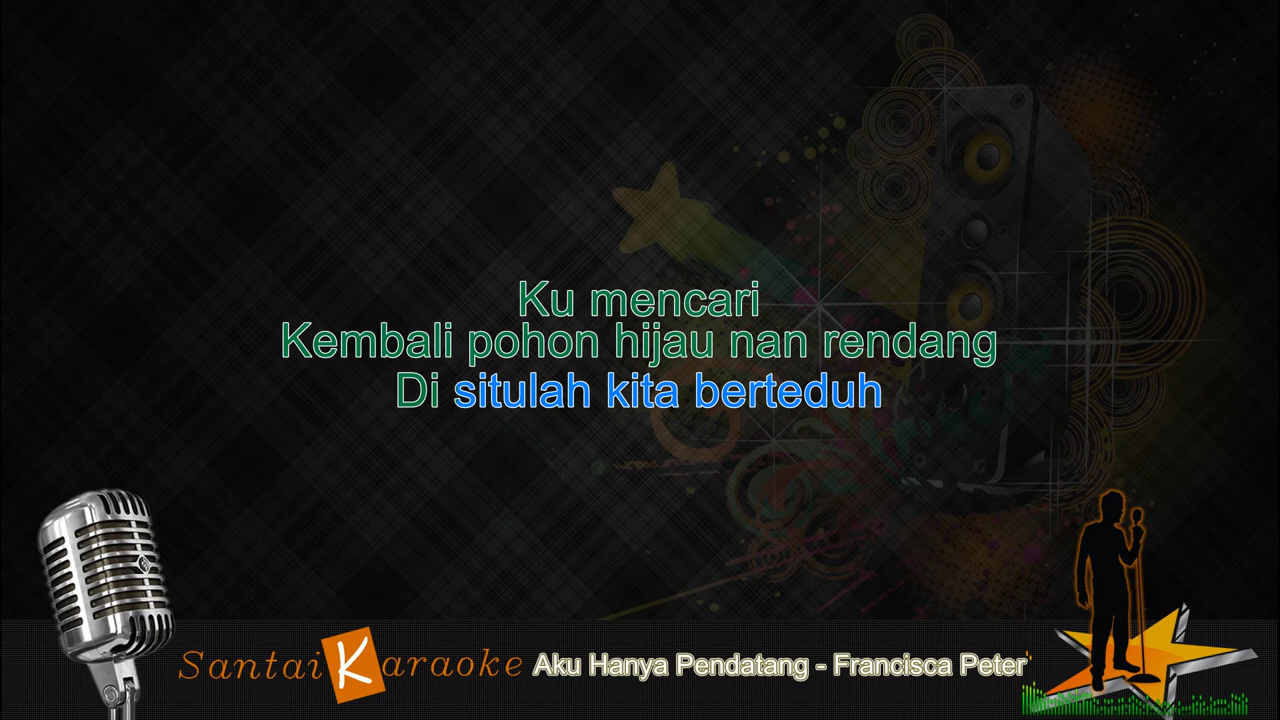 Ku mencari
Kembali pohon hijau nan rendang
Di situlah kita berteduh
Santai Karaoke Aku Hanya Pendatang - Francisca Peter